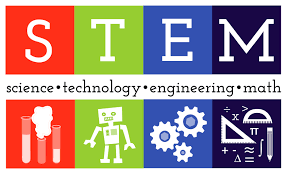 STEM
science•technology•engineering•math
÷ × >
π
√ ∞
+ - Δ
~ = Σ